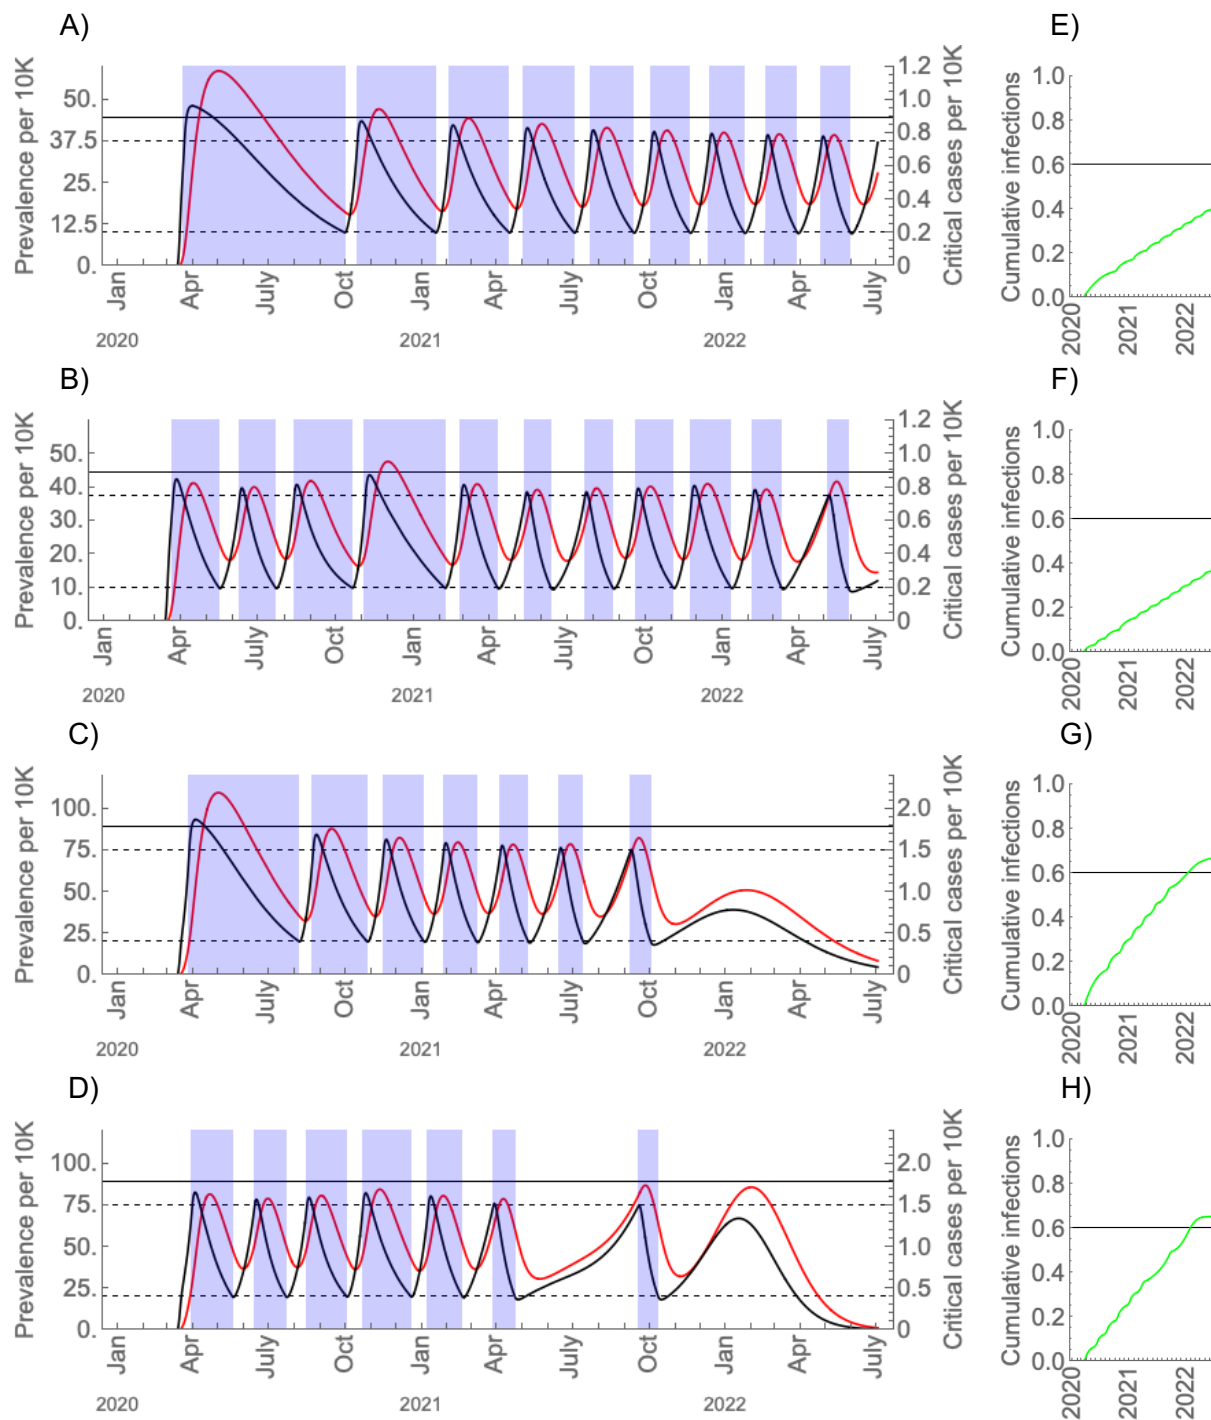 A)
Prevalence per 10K
50.
37.5
25.
12.5
0.
1.2
1.0
0.8
0.6
0.4
0.2
0
Critical cases per 10K
Jan
Apr
July
Oct
Jan
Apr
July
Oct
Jan
Apr
July
2020
2021
2022
E)
Cumulative infections
1.0
0.8
0.6
0.4
0.2
0.0
2020
2021
2022
B)
Prevalence per 10K
50.
40.
30.
20.
10.
0.
1.2
1.0
0.8
0.6
0.4
0.2
0
Critical cases per 10K
Jan
Apr
July
Oct
Jan
Apr
July
Oct
Jan
Apr
July
2020
2021
2022
F)
Cumulative infections
1.0
0.8
0.6
0.4
0.2
0.0
2020
2021
2022
C)
Prevalence per 10K
100.
75.
50.
25.
0.
2.0
1.5
1.0
0.5
0
Critical cases per 10K
Jan
Apr
July
Oct
Jan
Apr
July
Oct
Jan
Apr
July
2020
2021
2022
G)
Cumulative infections
1.0
0.8
0.6
0.4
0.2
0.0
2020
2021
2022
D)
Prevalence per 10K
100.
75.
50.
25.
0.
2.0
1.5
1.0
0.5
0
Critical cases per 10K
Jan
Apr
July
Oct
Jan
Apr
July
Oct
Jan
Apr
July
2020
2021
2022
H)
Cumulative infections
1.0
0.8
0.6
0.4
0.2
0.0
2020
2021
2022